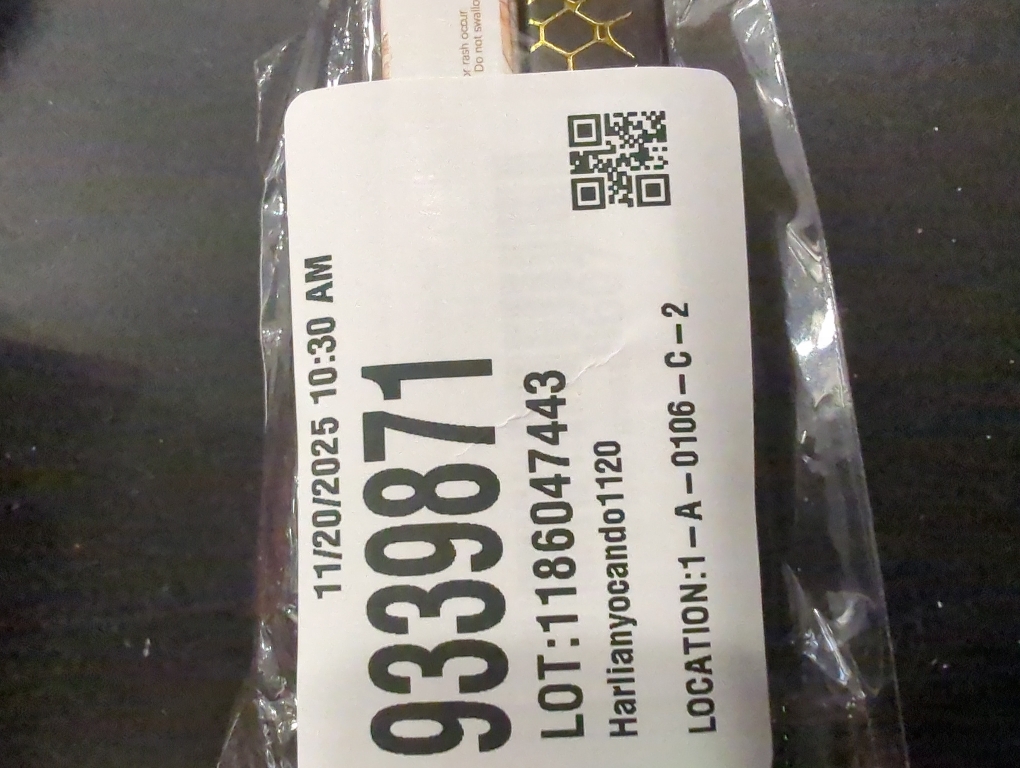 11/20/2025 10:30 AM
9339871
LOT:1186047443
Harlianyocando1120
LOCATION:1-A-0106-C-2
or rash occur.
Do not swallo